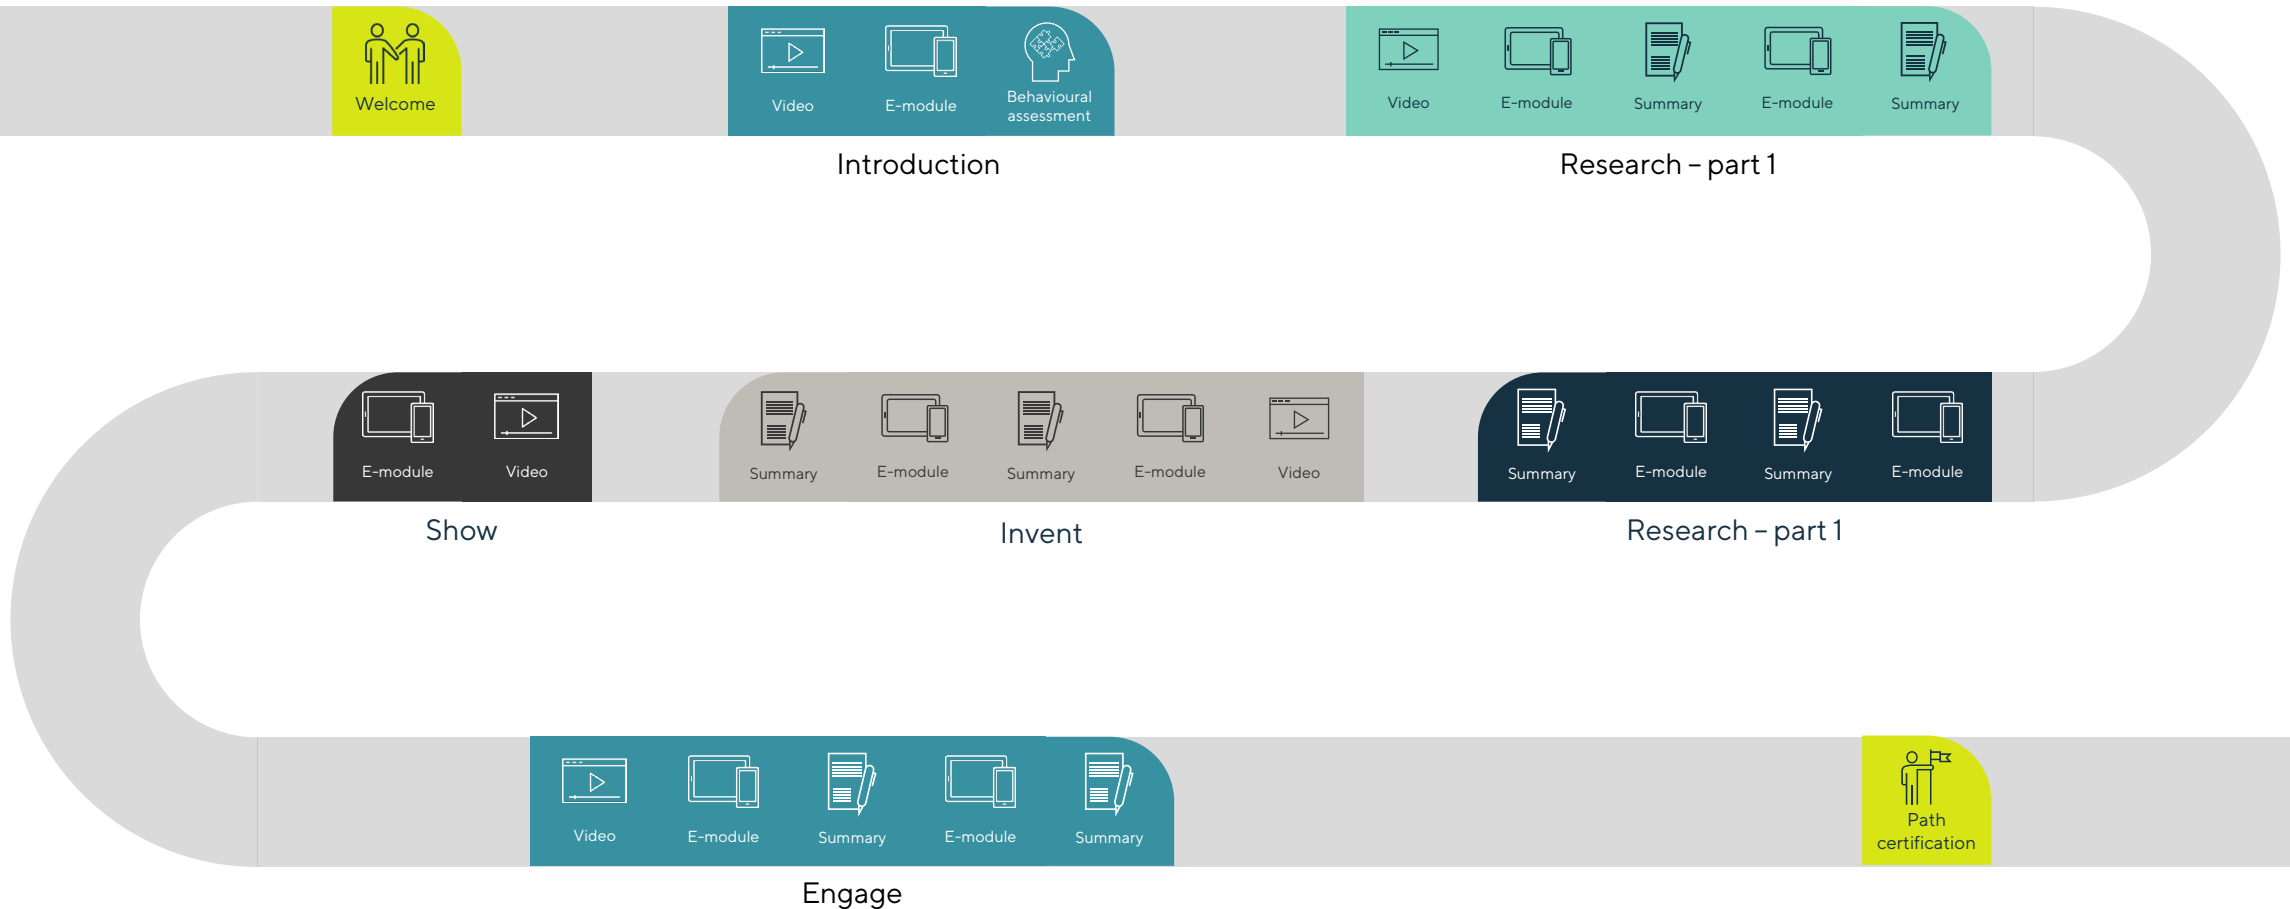 Welcome
Video
E-module
Behavioural
assessment
Introduction
Video
E-module
Summary
E-module
Summary
Research – part 1
E-module
Video
Show
Summary
E-module
Summary
E-module
Video
Invent
Summary
E-module
Summary
E-module
Research – part 1
Video
E-module
Summary
E-module
Summary
Engage
Path
certification